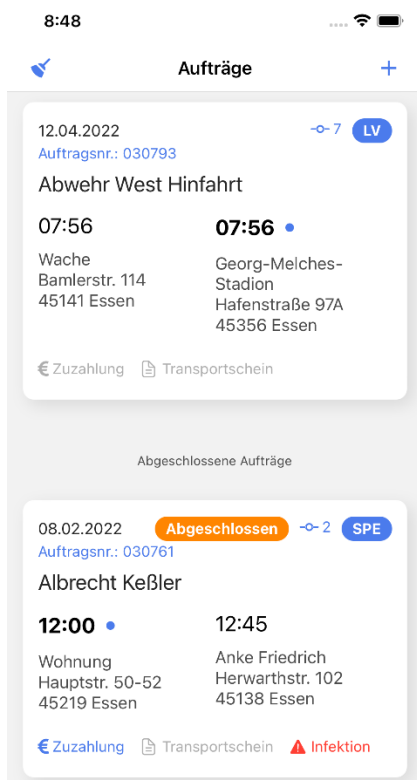 8:48
Aufträge
12.04.2022 7 LV
Auftragsnr.: 030793
Abwehr West Hinfahrt
07:56 07:56
Wache
Bamlerstr. 114
45141 Essen
Georg-Melches-
Stadion
Hafenstraße 97A
45356 Essen
€ Zuzahlung Transportschein
Abgeschlossene Aufträge
08.02.2022 Abgeschlossen 2 SPE
Auftragsnr.: 030761
Albrecht Keßler
12:00 12:45
Wohnung
Hauptstr. 50-52
45219 Essen
Anke Friedrich
Herwarthstr. 102
45138 Essen
€ Zuzahlung Transportschein Infektion